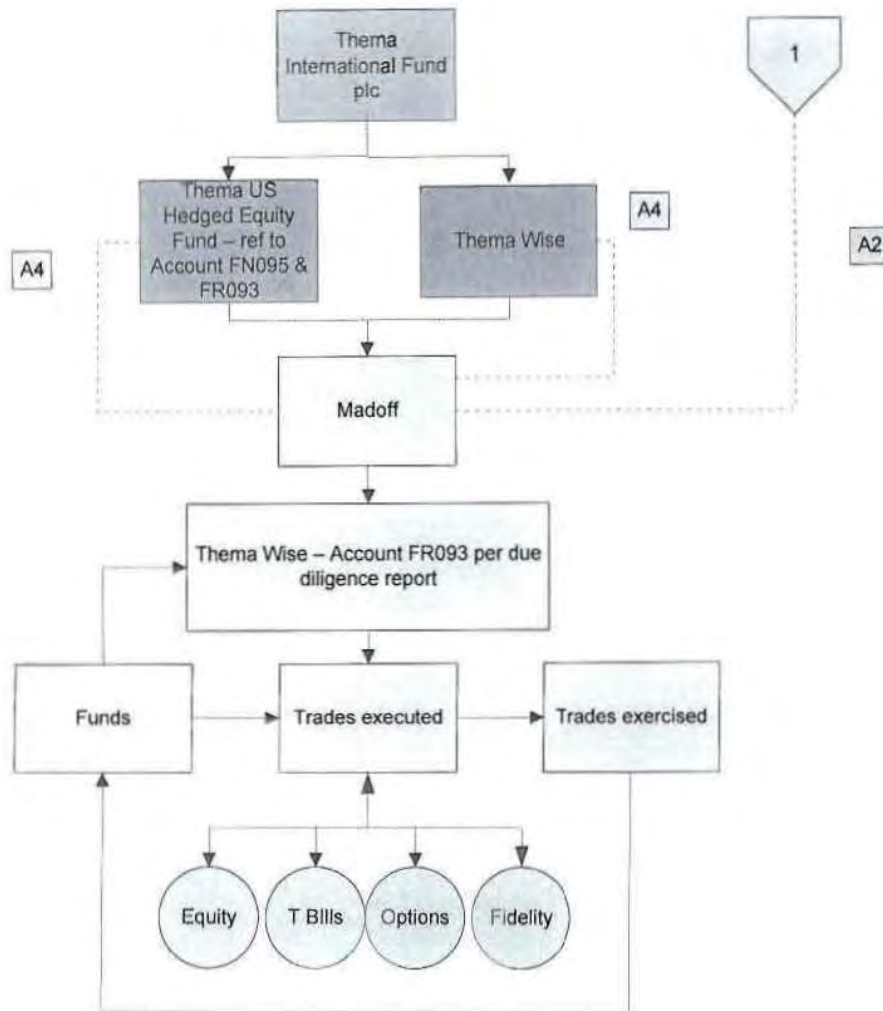 Thema
International Fund
plc
1
Thema US
Hedged Equity
Fund – ref to
Account FN095 &
FR093
Thema Wise
A4
A4
A2
Madoff
Thema Wise – Account FR093 per due
diligence report
Funds
Trades executed
Trades exercised
Equity
T BIlls
Options
Fidelity